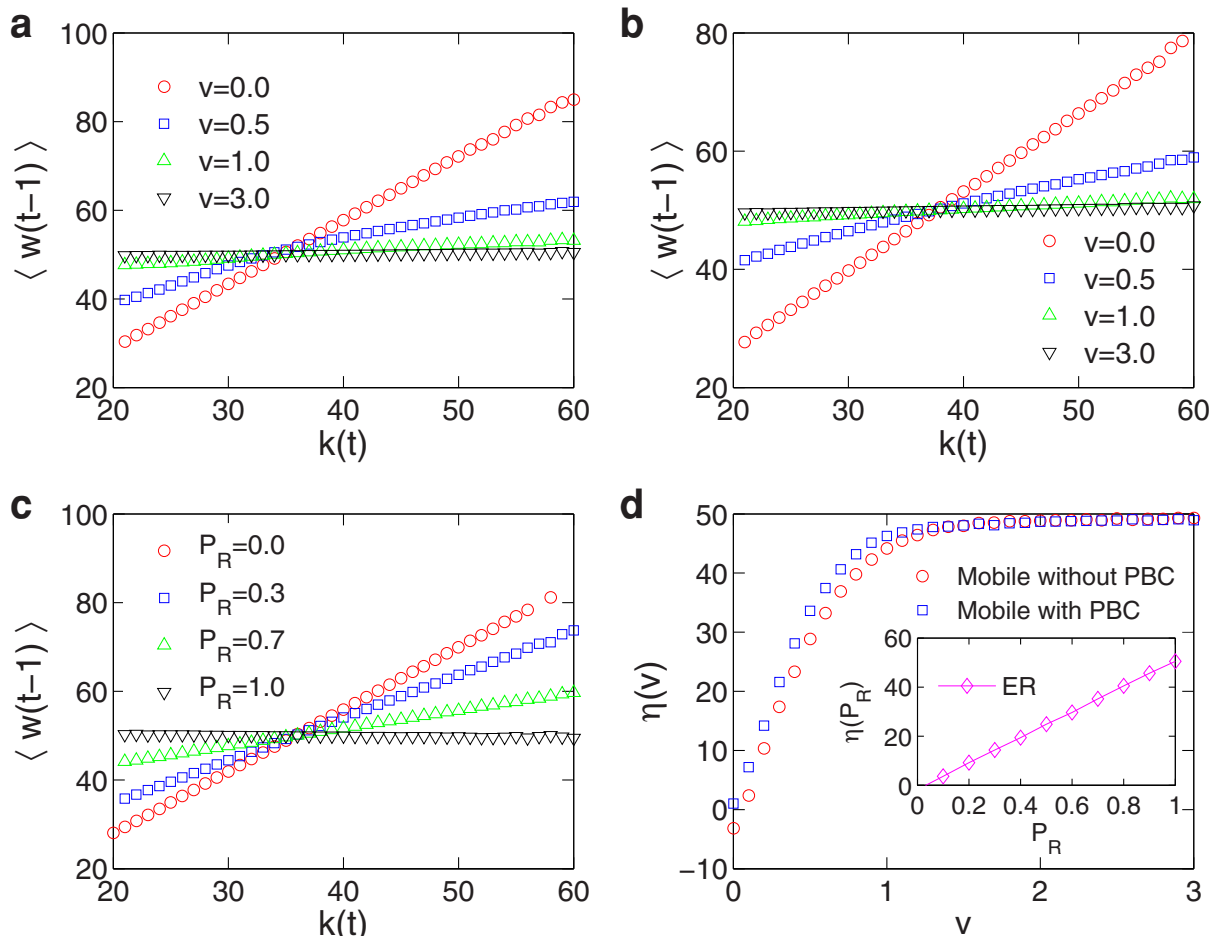 a
100
80
60
40
20
⟨ w(t−1) ⟩
v=0.0
v=0.5
v=1.0
v=3.0
20 30 40 50 60
k(t)
b
80
60
40
20
⟨ w(t−1) ⟩
v=0.0
v=0.5
v=1.0
v=3.0
20 30 40 50 60
k(t)
c
100
80
60
40
20
⟨ w(t−1) ⟩
P_R=0.0
P_R=0.3
P_R=0.7
P_R=1.0
20 30 40 50 60
k(t)
d
50
40
30
20
10
0
−10
η(v)
Mobile without PBC
Mobile with PBC
60
40
20
0
η(P_R)
ER
0 0.2 0.4 0.6 0.8 1
P_R
0 1 2 3
v